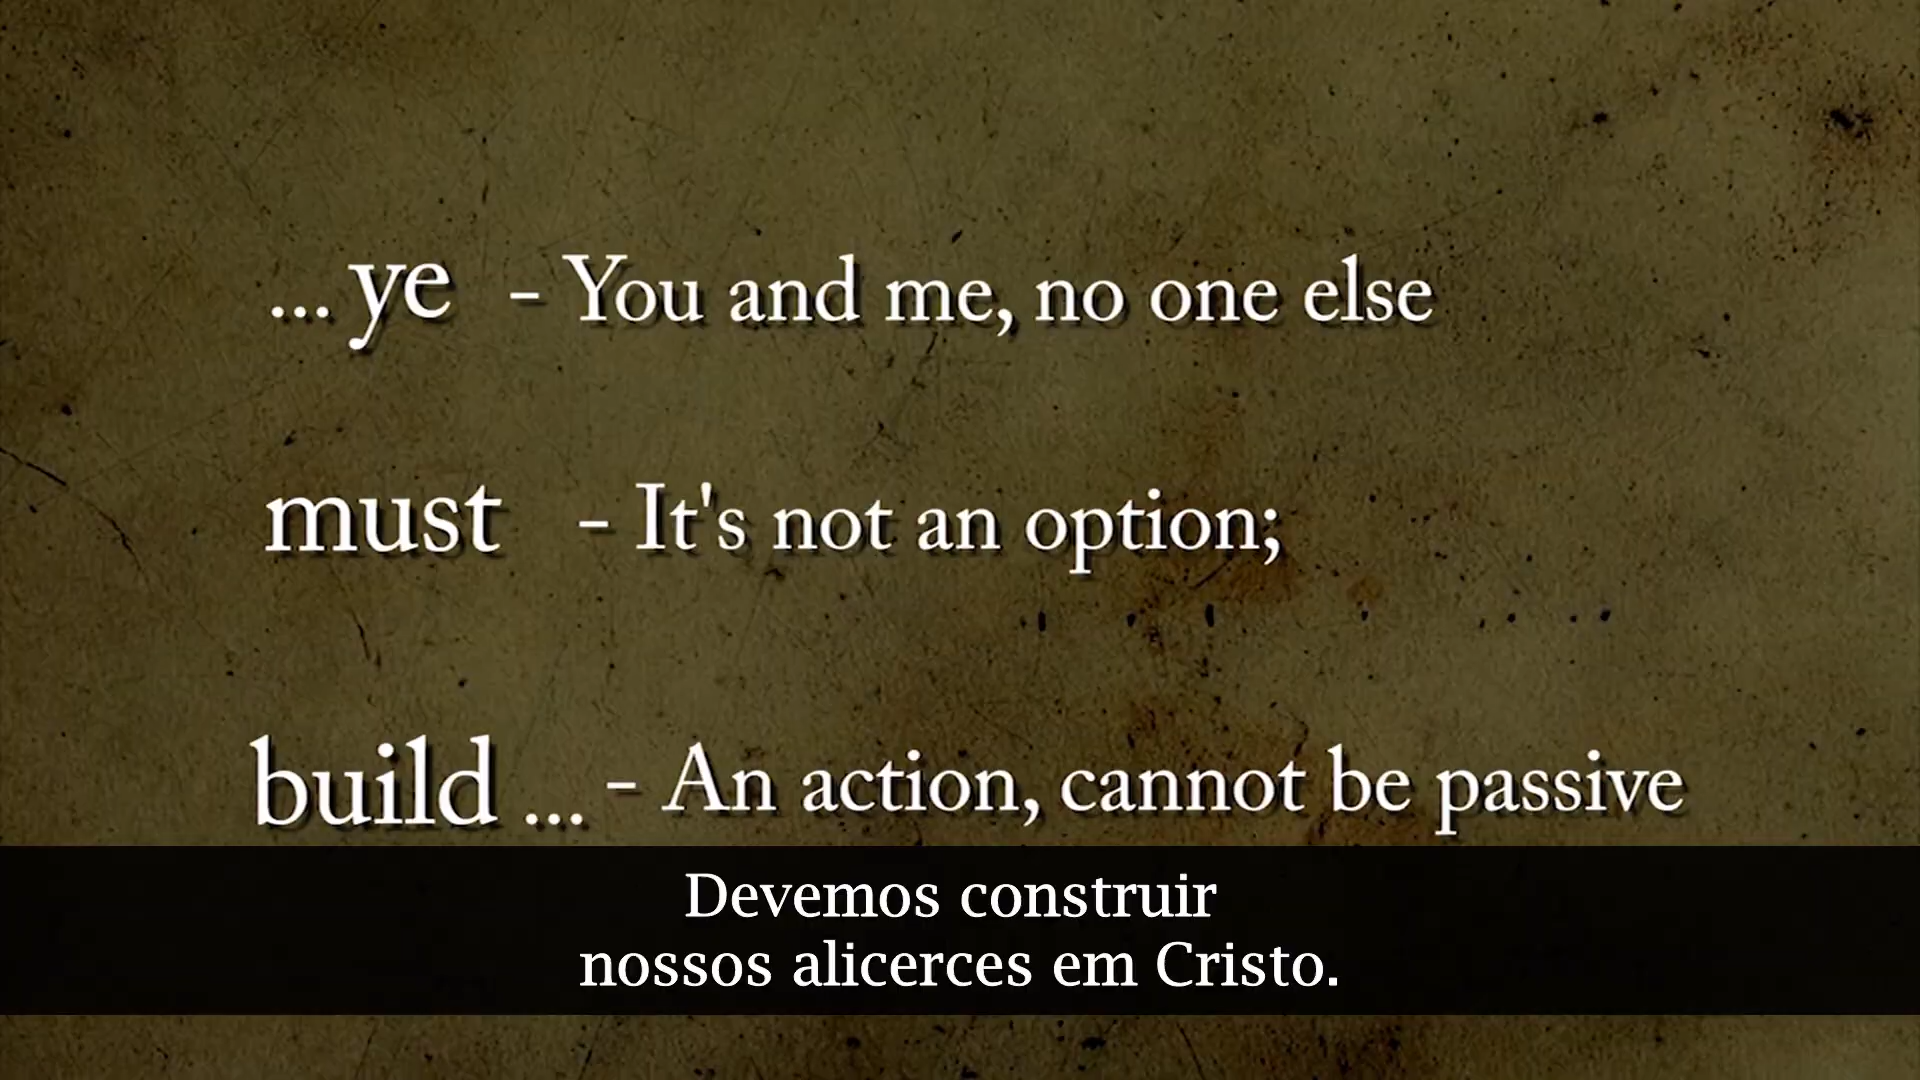 ...ye - You and me, no one else
must - It's not an option;
build ... - An action, cannot be passive
Devemos construir
nossos alicerces em Cristo.